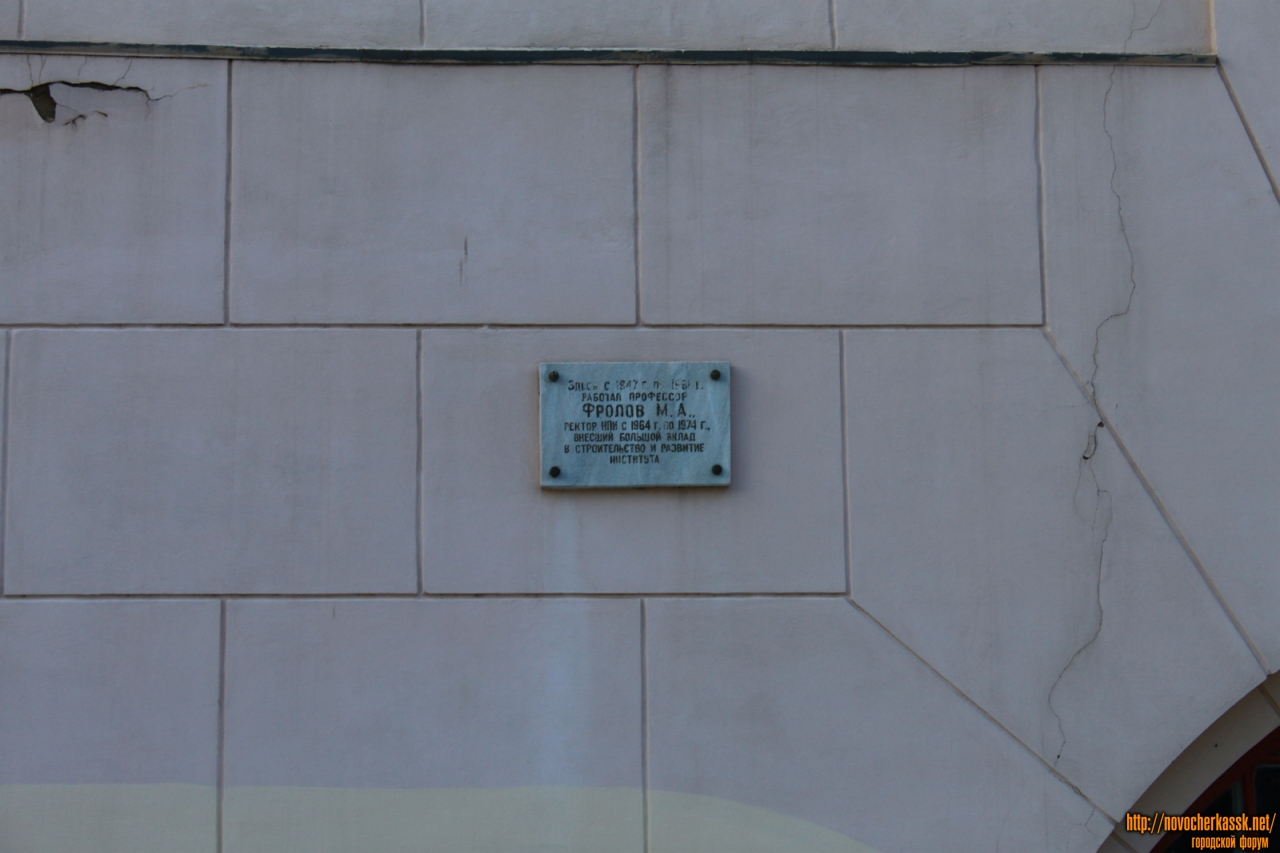 Здесь с 1947 г. по 1981 г.
работал профессор
ФРОЛОВ М. А.,
ректор НПИ с 1964 г. по 1974 г.,
внесший большой вклад
в строительство и развитие
института
http://novocherkassk.net/
городской форум